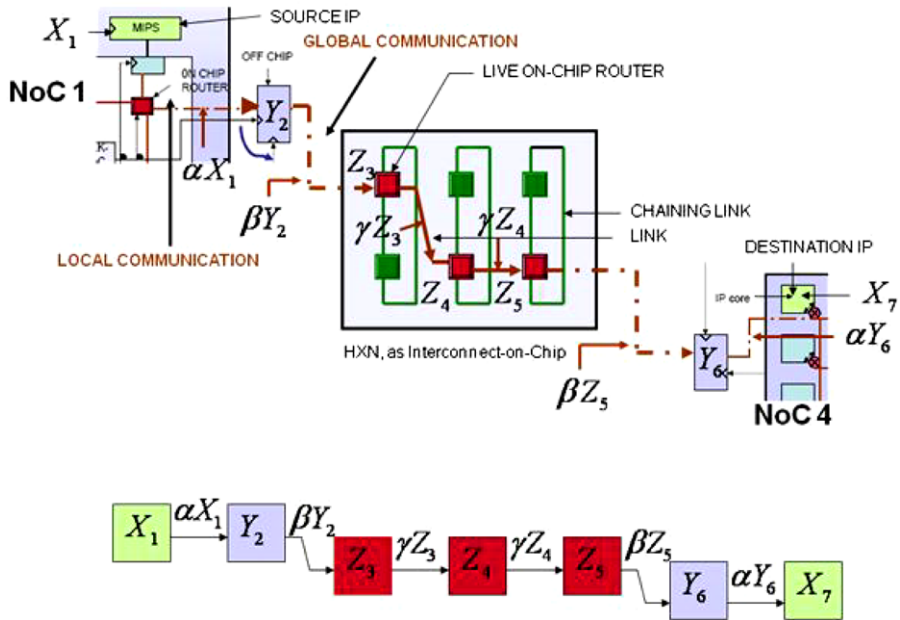 MIPS
SOURCE IP
X₁
GLOBAL COMMUNICATION
OFF CHIP
ON CHIP
ROUTER
LIVE ON-CHIP ROUTER
NoC 1
Y₂
K-
αX₁
Z₃
βY₂
γZ₃
γZ₄
CHAINING LINK
LINK
LOCAL COMMUNICATION
DESTINATION IP
Z₄
Z₅
IP core
X₇
αY₆
HXN, as Interconnect-on-Chip
Y₆
βZ₅
NoC 4
X₁
αX₁
Y₂
βY₂
Z₃
γZ₃
Z₄
γZ₄
Z₅
βZ₅
Y₆
αY₆
X₇